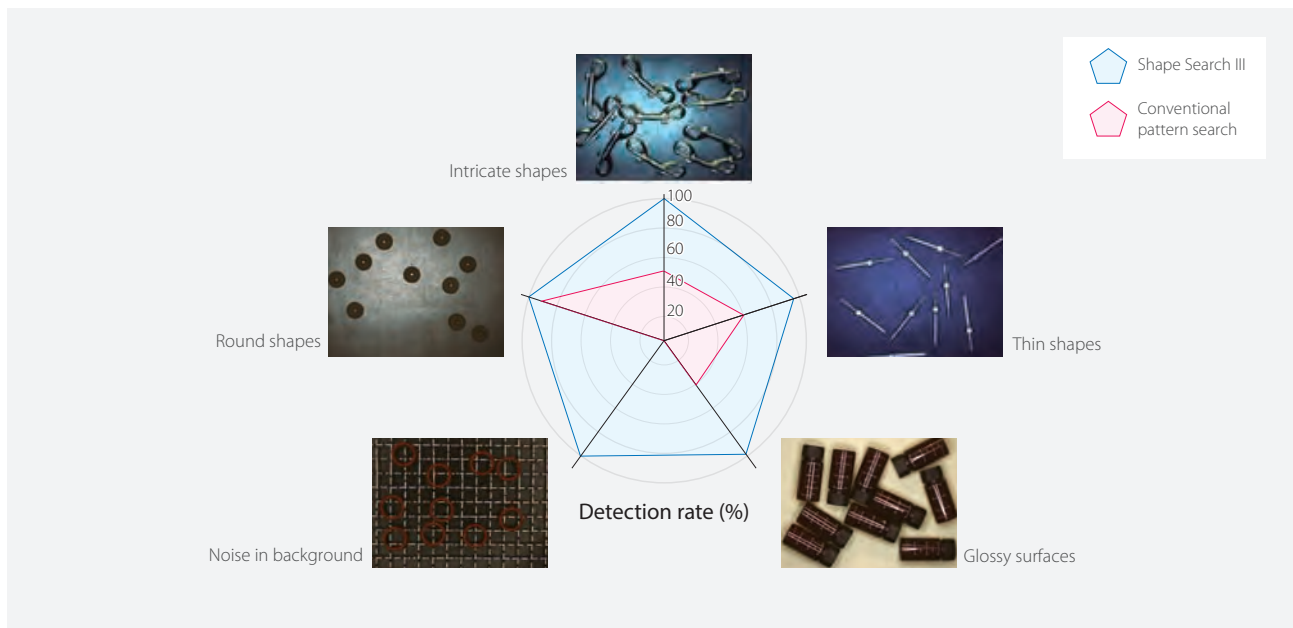 Shape Search III
Conventional
pattern search
Intricate shapes
100
80
60
40
20
Round shapes
Thin shapes
Detection rate (%)
Noise in background
Glossy surfaces